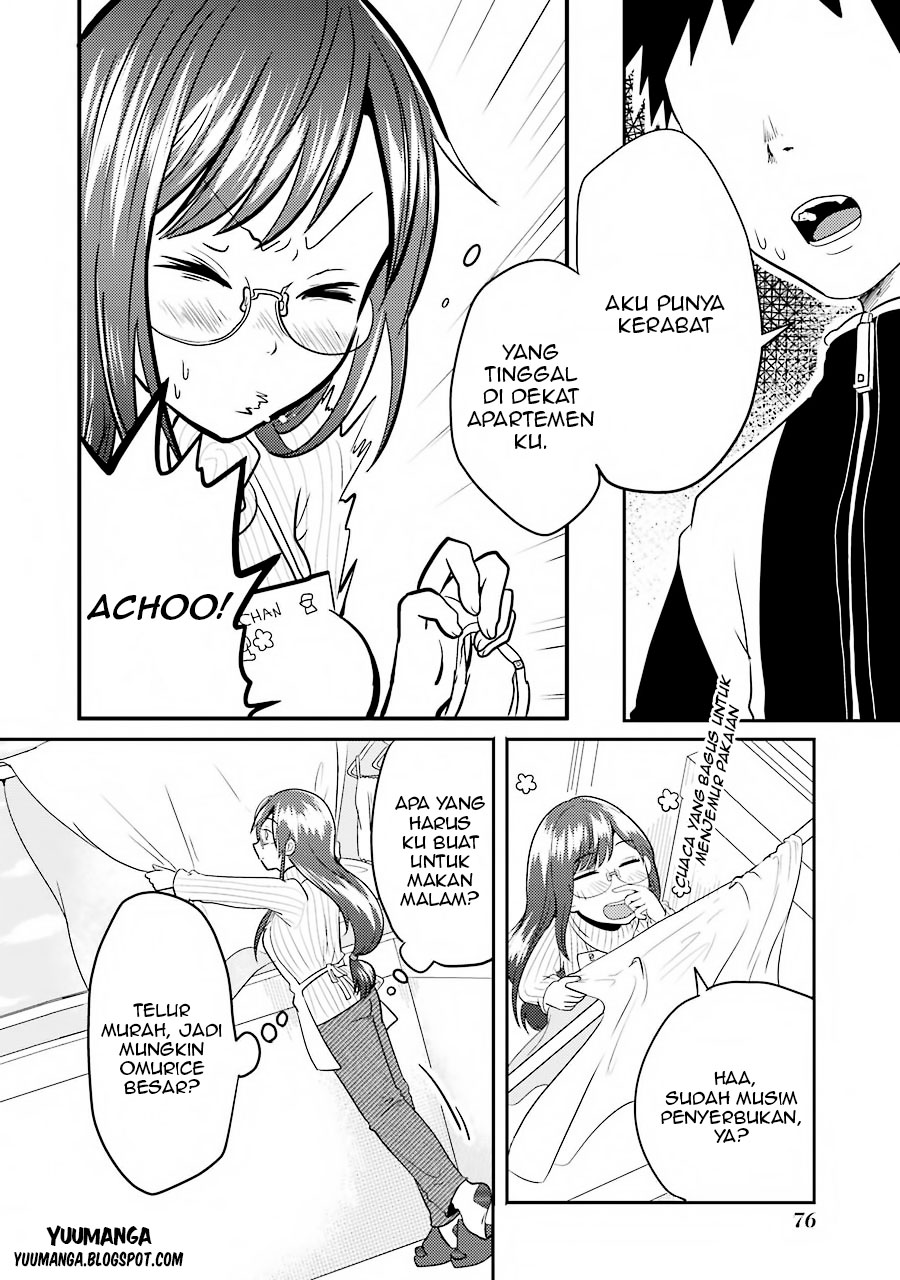 AKU PUNYA
KERABAT
YANG
TINGGAL
DI DEKAT
APARTEMEN
KU.
ACHOO!
CHAN
CUACA YANG BAGUS UNTUK
MENJEMUR PAKAIAN
HAA,
SUDAH MUSIM
PENYERBUKAN,
YA?
APA YANG
HARUS
KU BUAT
UNTUK
MAKAN
MALAM?
TELUR
MURAH, JADI
MUNGKIN
OMURICE
BESAR?
76
YUUMANGA
YUUMANGA.BLOGSPOT.COM